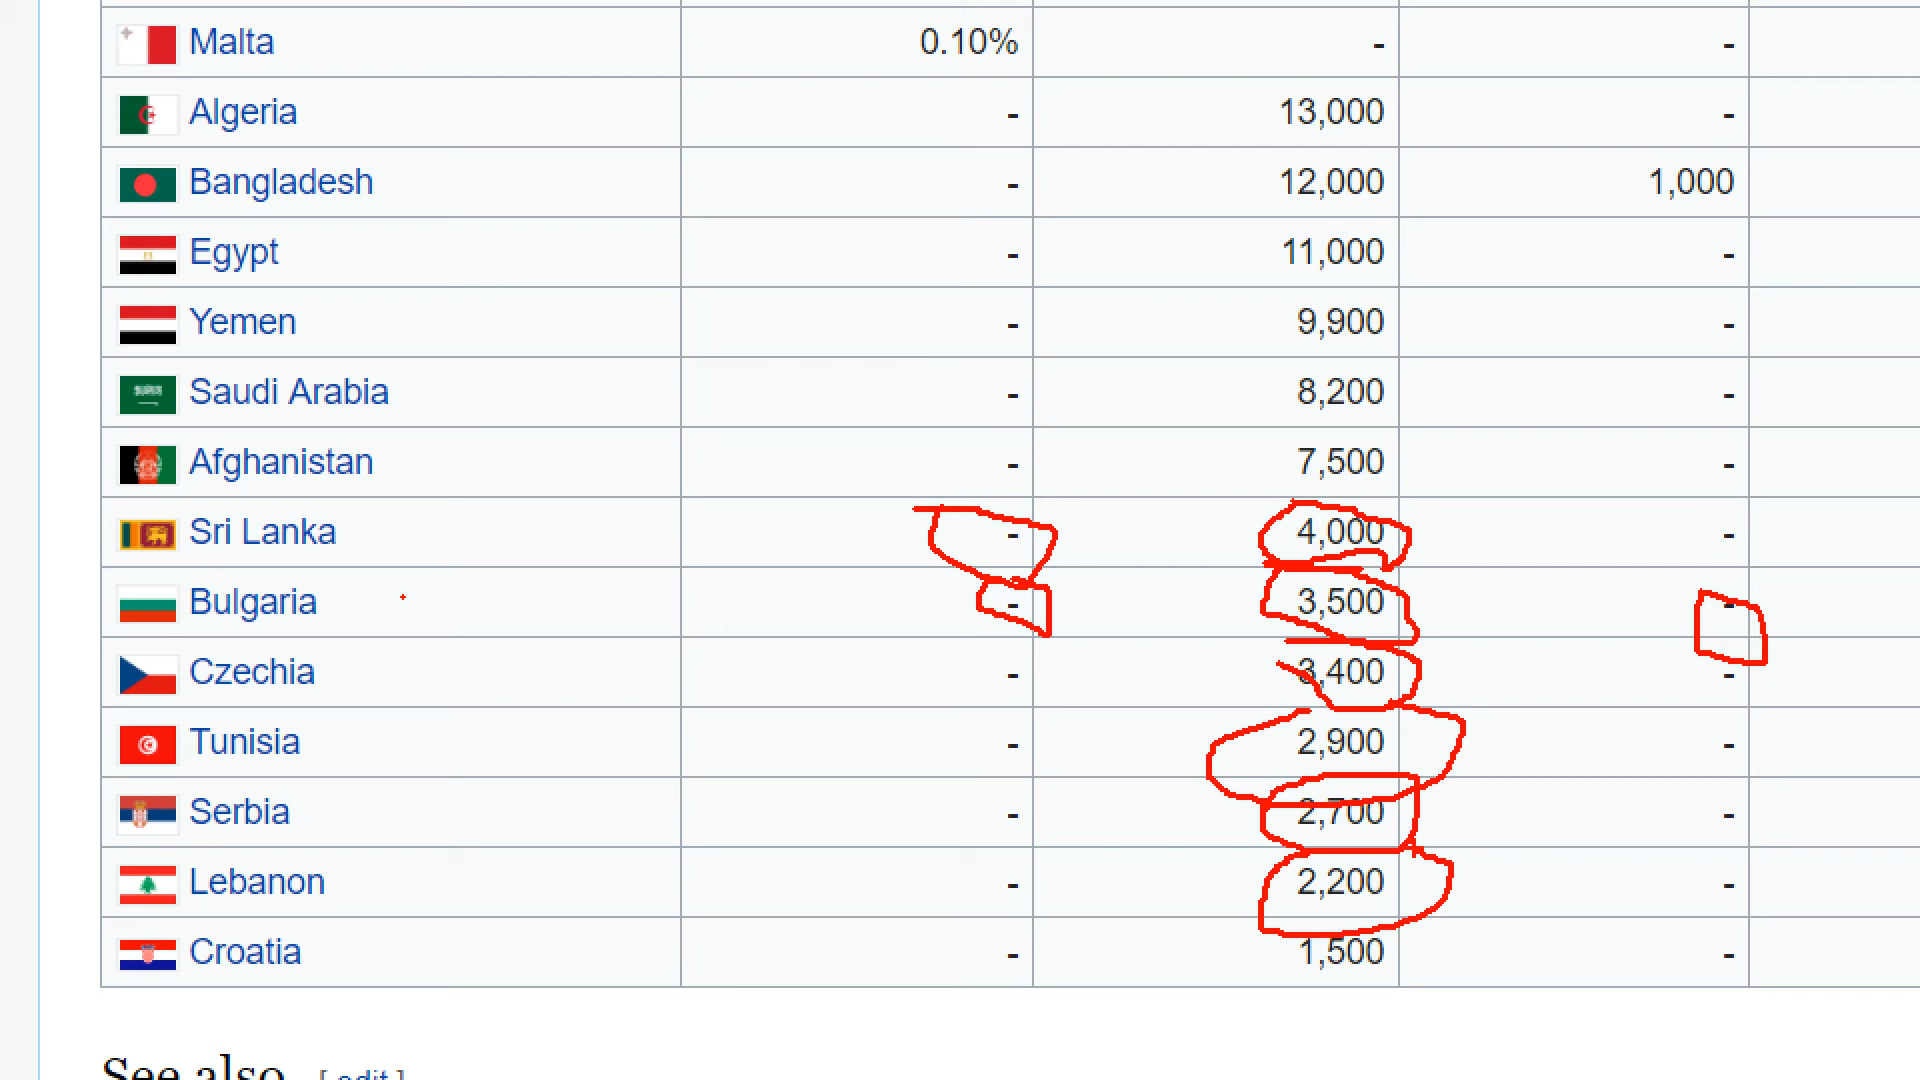 Malta 0.10% - -
Algeria - 13,000 -
Bangladesh - 12,000 1,000
Egypt - 11,000 -
Yemen - 9,900 -
Saudi Arabia - 8,200 -
Afghanistan - 7,500 -
Sri Lanka - 4,000 -
Bulgaria - 3,500 -
Czechia - 3,400 -
Tunisia - 2,900 -
Serbia - 2,700 -
Lebanon - 2,200 -
Croatia - 1,500 -
See also [ edit ]